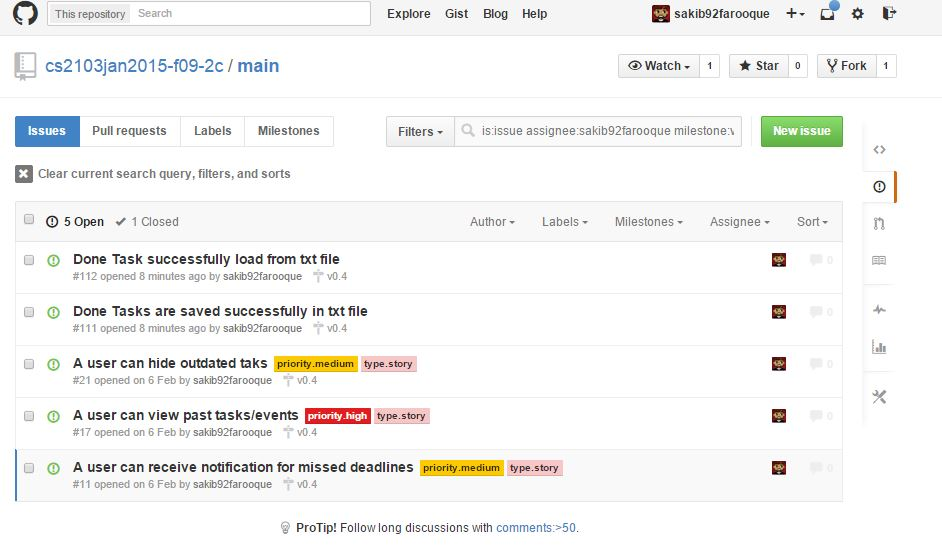 This repository Search Explore Gist Blog Help sakib92farooque
cs2103jan2015-f09-2c / main Watch 1 Star 0 Fork 1
Issues Pull requests Labels Milestones Filters is:issue assignee:sakib92farooque milestone:v New issue
Clear current search query, filters, and sorts
5 Open 1 Closed Author Labels Milestones Assignee Sort
Done Task successfully load from txt file 0
#112 opened 8 minutes ago by sakib92farooque v0.4
Done Tasks are saved successfully in txt file 0
#111 opened 8 minutes ago by sakib92farooque v0.4
A user can hide outdated taks priority.medium type.story 0
#21 opened on 6 Feb by sakib92farooque v0.4
A user can view past tasks/events priority.high type.story 0
#17 opened on 6 Feb by sakib92farooque v0.4
A user can receive notification for missed deadlines priority.medium type.story 0
#11 opened on 6 Feb by sakib92farooque v0.4
ProTip! Follow long discussions with comments:>50.